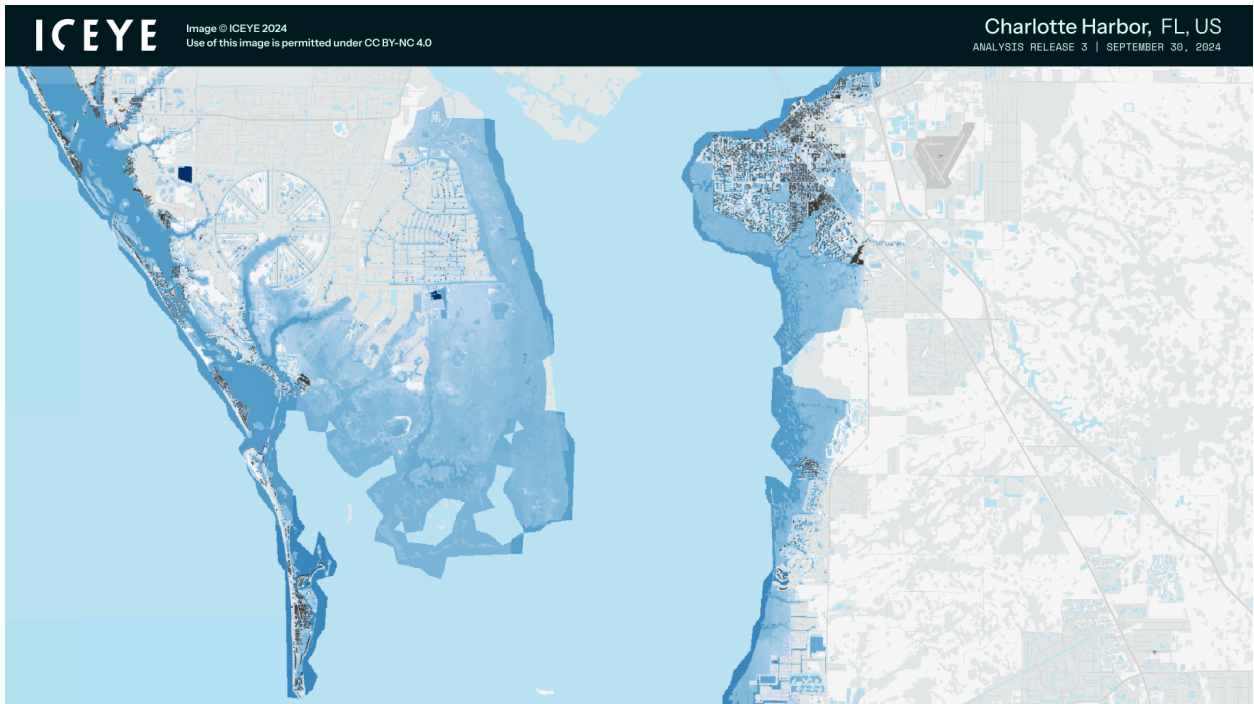 ICEYE
Image © ICEYE 2024
Use of this image is permitted under CC BY-NC 4.0
Charlotte Harbor, FL, US
ANALYSIS RELEASE 3 | SEPTEMBER 30, 2024